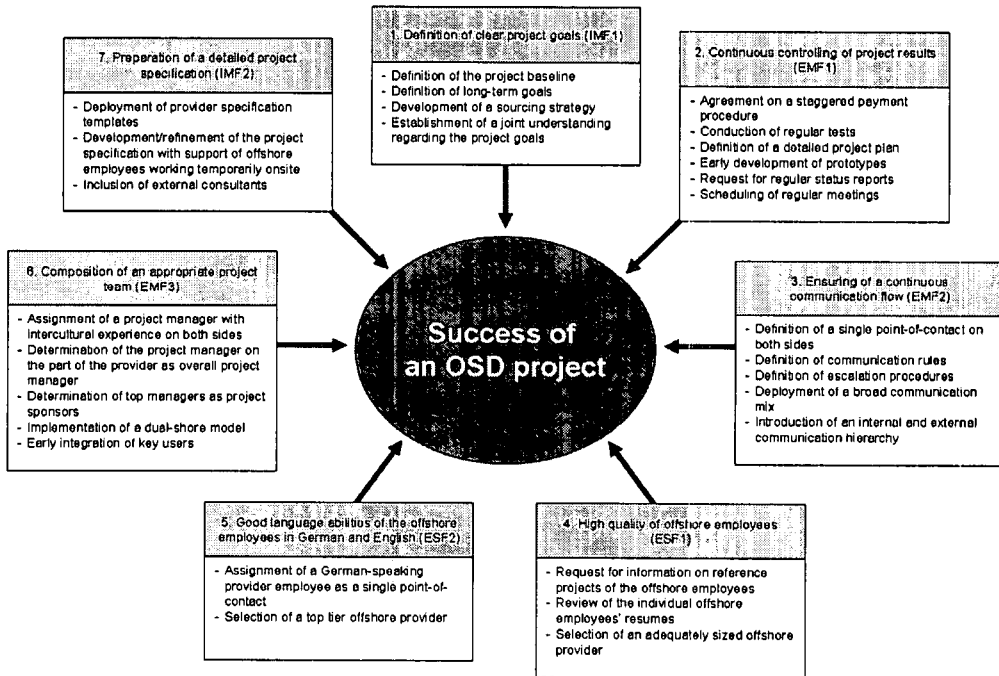 1. Definition of clear project goals (IMF1)
- Definition of the project baseline
- Definition of long-term goals
- Development of a sourcing strategy
- Establishment of a joint understanding
regarding the project goals
2. Continuous controlling of project results
(EMF1)
- Agreement on a staggered payment
procedure
- Conduction of regular tests
- Definition of a detailed project plan
- Early development of prototypes
- Request for regular status reports
- Scheduling of regular meetings
3. Ensuring of a continuous
communication flow (EMF2)
- Definition of a single point-of-contact on
both sides
- Definition of communication rules
- Definition of escalation procedures
- Deployment of a broad communication
mix
- Introduction of an internal and external
communication hierarchy
4. High quality of offshore employees
(ESF1)
- Request for information on reference
projects of the offshore employees
- Review of the individual offshore
employees' resumes
- Selection of an adequately sized offshore
provider
5. Good language abilities of the offshore
employees in German and English (ESF2)
- Assignment of a German-speaking
provider employee as a single point-of-
contact
- Selection of a top tier offshore provider
6. Composition of an appropriate project
team (EMF3)
- Assignment of a project manager with
intercultural experience on both sides
- Determination of the project manager on
the part of the provider as overall project
manager
- Determination of top managers as project
sponsors
- Implementation of a dual-shore model
- Early integration of key users
7. Preparation of a detailed project
specification (IMF2)
- Deployment of provider specification
templates
- Development/refinement of the project
specification with support of offshore
employees working temporarily onsite
- Inclusion of external consultants
Success of
an OSD project